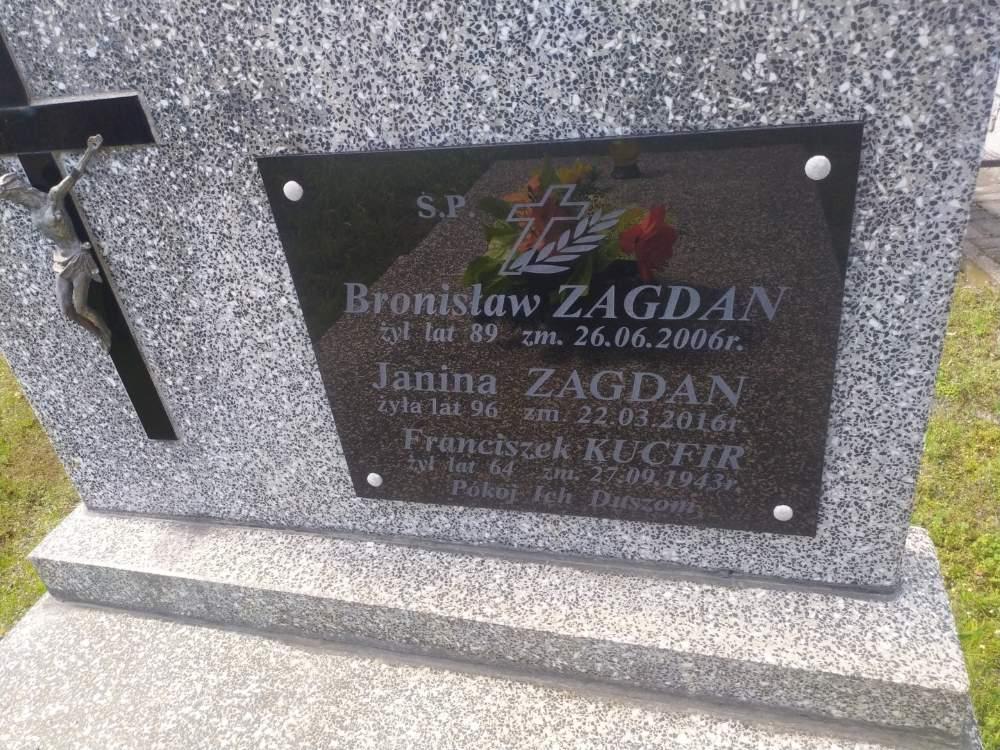 Ś.P.
Bronisław ZAGDAN
żył lat 89 zm. 26.06.2006r.
Janina ZAGDAN
żyła lat 96 zm. 22.03.2016r.
Franciszek KUCFIR
żył lat 64 zm. 27.09.1943r.
Pokój Ich Duszom